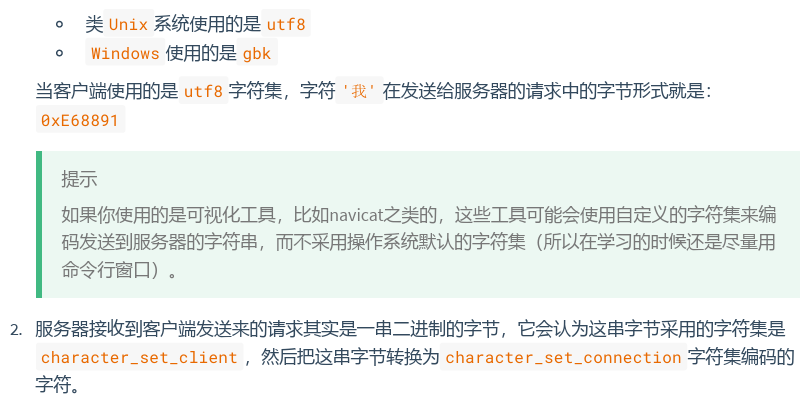 类 Unix 系统使用的是 utf8
Windows 使用的是 gbk
当客户端使用的是 utf8 字符集，字符 '我' 在发送给服务器的请求中的字节形式就是：
0xE68891
提示
如果你使用的是可视化工具，比如navicat之类的，这些工具可能会使用自定义的字符集来编
码发送到服务器的字符串，而不采用操作系统默认的字符集（所以在学习的时候还是尽量用
命令行窗口）。
2. 服务器接收到客户端发送来的请求其实是一串二进制的字节，它会认为这串字节采用的字符集是
character_set_client ，然后把这串字节转换为 character_set_connection 字符集编码的
字符。